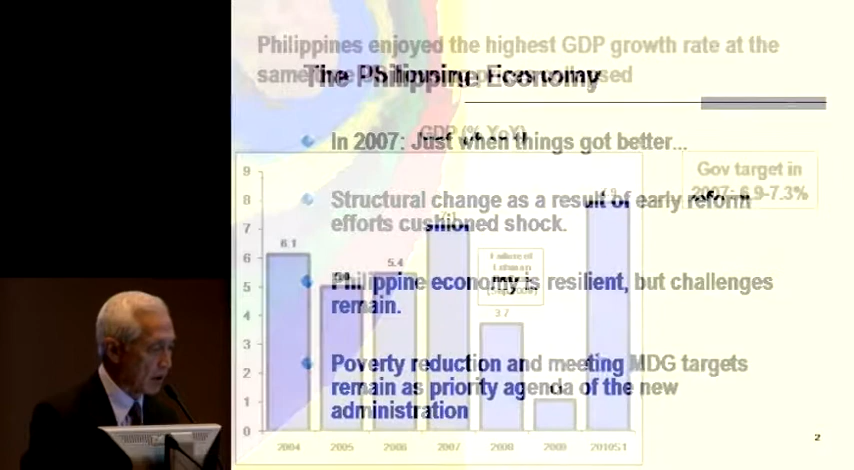 Philippines enjoyed the highest GDP growth rate at the
same
The Philippine Economy
GDP (% YoY)
In 2007: Just when things got better...
Gov target in
2007: 6.9-7.3%
Structural change as a result of early reform
efforts cushioned shock.
Philippine economy is resilient, but challenges
remain.
Poverty reduction and meeting MDG targets
remain as priority agenda of the new
administration
Failure of
Lehman
9
8
7
6
5
4
3
2
1
0
6.1
5.4
3.7
2004 2005 2006 2007 2008 2009 2010S1
2